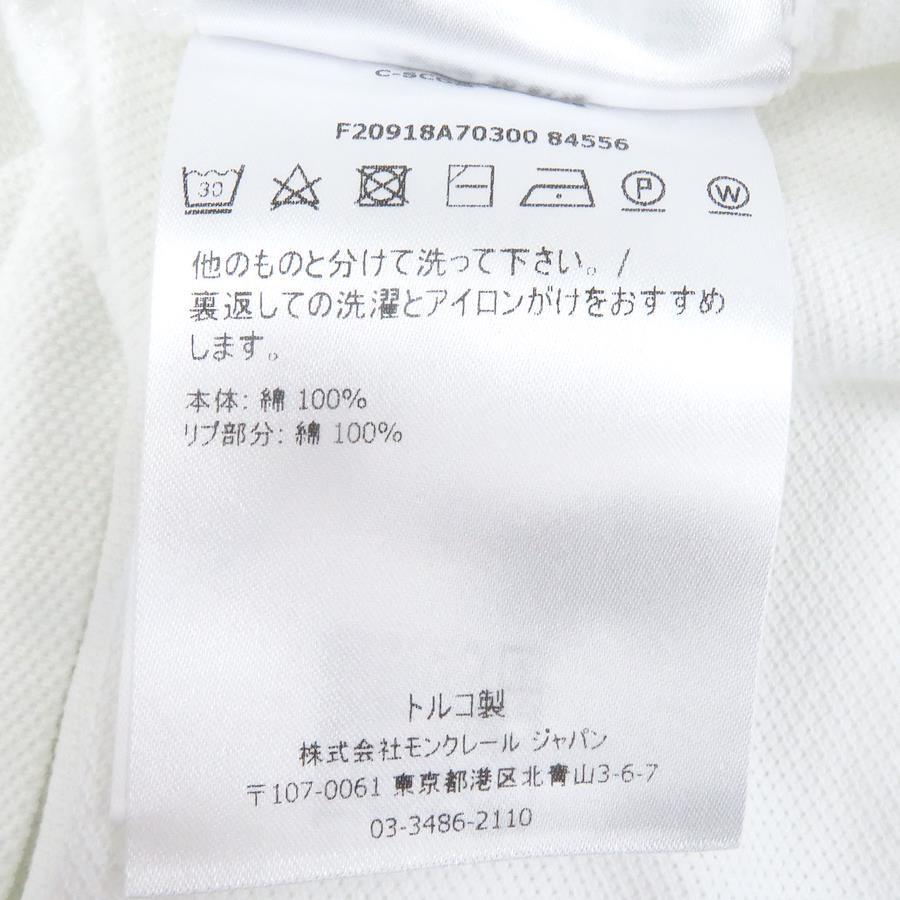 F20918A70300 84556
30 P W
他のものと分けて洗って下さい。/
裏返しての洗濯とアイロンがけをおすすめ
します。
本体: 綿 100%
リブ部分: 綿 100%
トルコ製
株式会社モンクレール ジャパン
〒107-0061 東京都港区北青山3-6-7
03-3486-2110